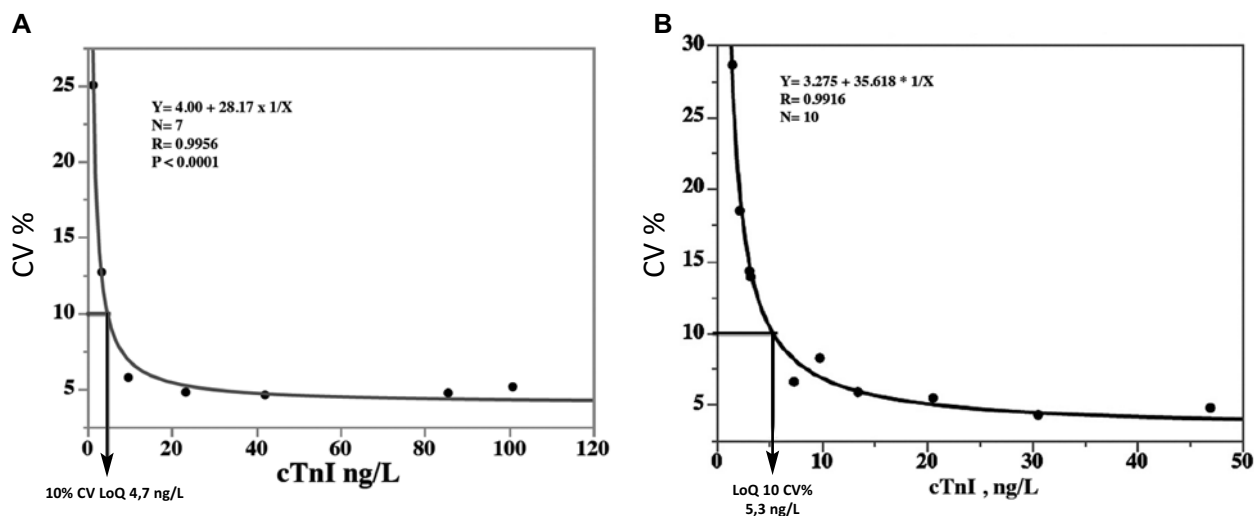 A
CV %
25
20
15
10
5
Y= 4.00 + 28.17 x 1/X
N= 7
R= 0.9956
P < 0.0001
0 20 40 60 80 100 120
cTnI ng/L
10% CV LoQ 4,7 ng/L
B
CV %
30
25
20
15
10
5
Y= 3.275 + 35.618 * 1/X
R= 0.9916
N= 10
0 10 20 30 40 50
cTnI , ng/L
LoQ 10 CV%
5,3 ng/L